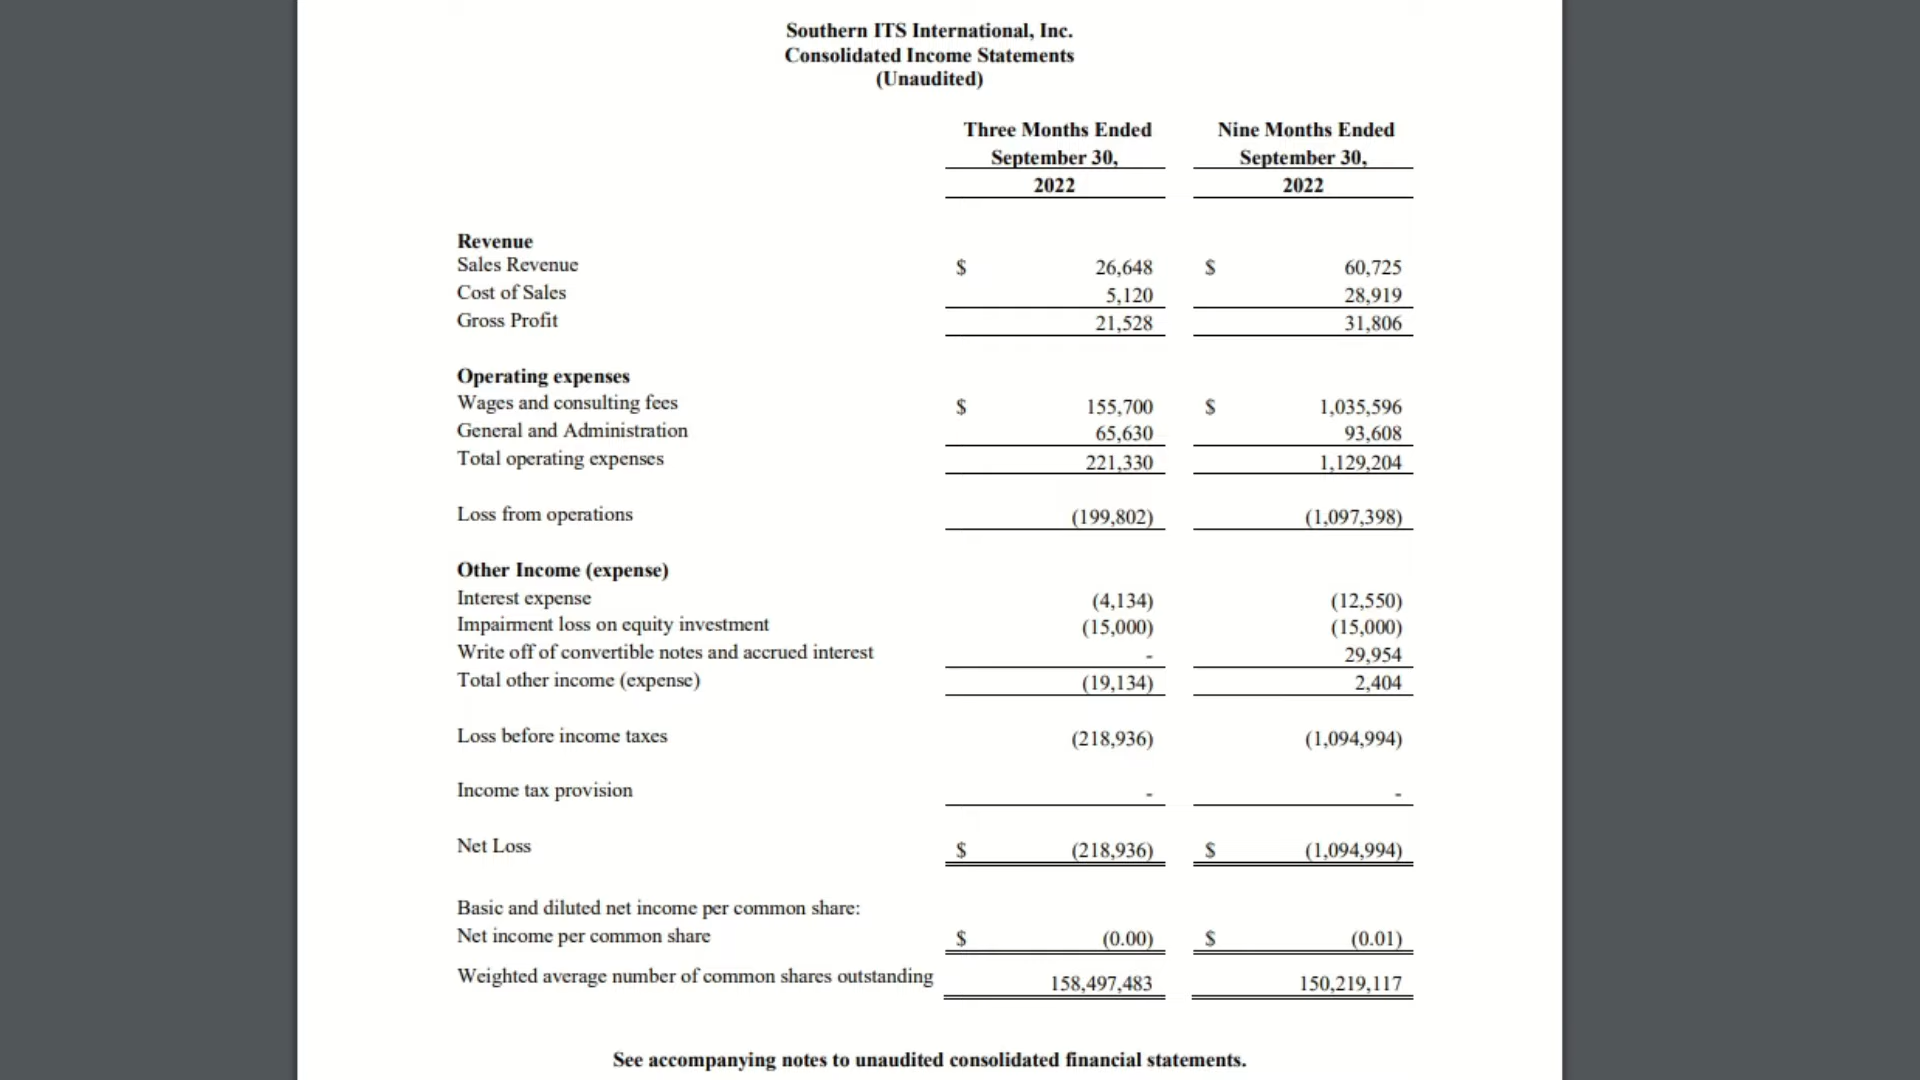 Southern ITS International, Inc.
Consolidated Income Statements
(Unaudited)
Three Months Ended Nine Months Ended
September 30, September 30,
2022 2022
Revenue
Sales Revenue $ 26,648 $ 60,725
Cost of Sales 5,120 28,919
Gross Profit 21,528 31,806
Operating expenses
Wages and consulting fees $ 155,700 $ 1,035,596
General and Administration 65,630 93,608
Total operating expenses 221,330 1,129,204
Loss from operations (199,802) (1,097,398)
Other Income (expense)
Interest expense (4,134) (12,550)
Impairment loss on equity investment (15,000) (15,000)
Write off of convertible notes and accrued interest - 29,954
Total other income (expense) (19,134) 2,404
Loss before income taxes (218,936) (1,094,994)
Income tax provision - -
Net Loss $ (218,936) $ (1,094,994)
Basic and diluted net income per common share:
Net income per common share $ (0.00) $ (0.01)
Weighted average number of common shares outstanding 158,497,483 150,219,117
See accompanying notes to unaudited consolidated financial statements.